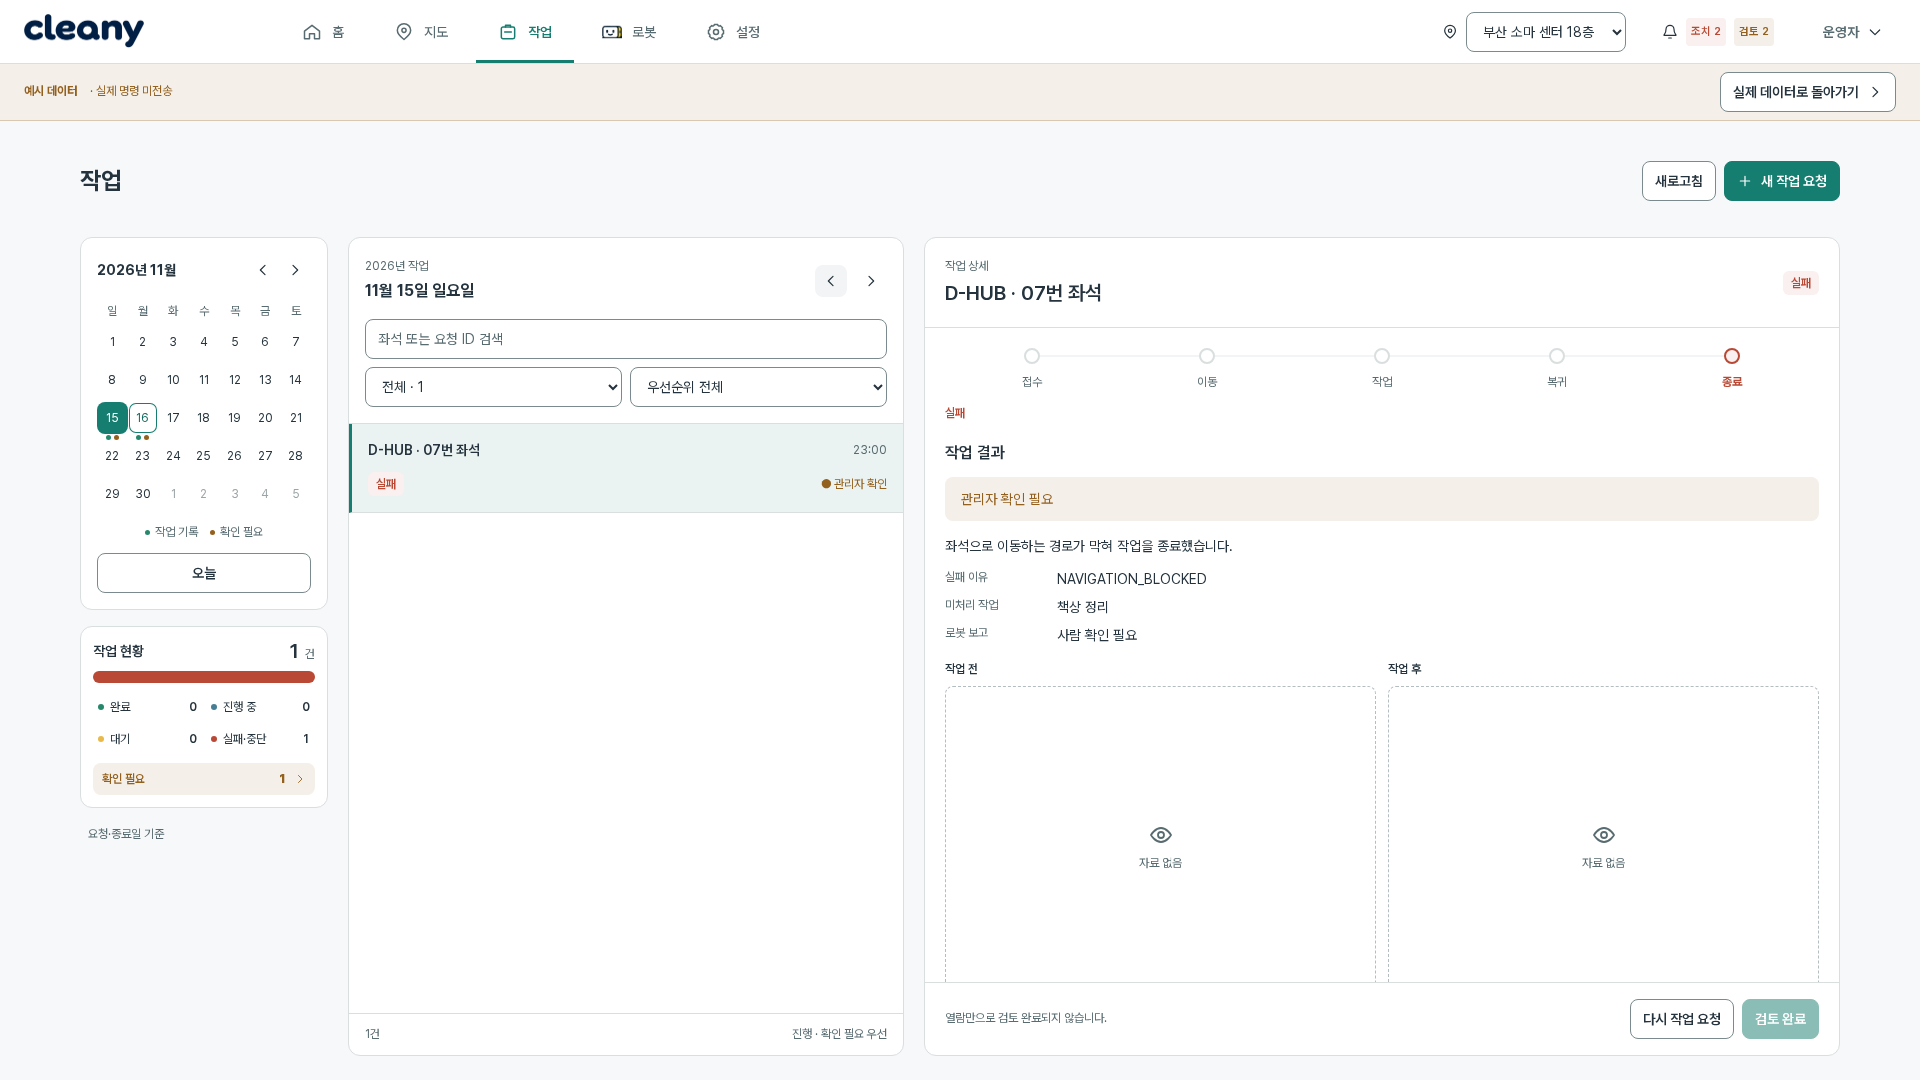 cleany
홈
지도
작업
로봇
설정
부산 소마 센터 18층
조치 2
검토 2
운영자
예시 데이터 · 실제 명령 미전송
실제 데이터로 돌아가기
작업
새로고침
+ 새 작업 요청
2026년 11월
일 월 화 수 목 금 토
1 2 3 4 5 6 7
8 9 10 11 12 13 14
15 16 17 18 19 20 21
22 23 24 25 26 27 28
29 30 1 2 3 4 5
작업 기록 확인 필요
오늘
작업 현황 1 건
완료 0 진행 중 0
대기 0 실패·중단 1
확인 필요 1
요청·종료일 기준
2026년 작업
11월 15일 일요일
좌석 또는 요청 ID 검색
전체 · 1
우선순위 전체
D-HUB · 07번 좌석 23:00
실패 관리자 확인
1건 진행 · 확인 필요 우선
작업 상세
D-HUB · 07번 좌석
실패
접수 이동 작업 복귀 종료
실패
작업 결과
관리자 확인 필요
좌석으로 이동하는 경로가 막혀 작업을 종료했습니다.
실패 이유 NAVIGATION_BLOCKED
미처리 작업 책상 정리
로봇 보고 사람 확인 필요
작업 전 작업 후
자료 없음 자료 없음
열람만으로 검토 완료되지 않습니다.
다시 작업 요청
검토 완료